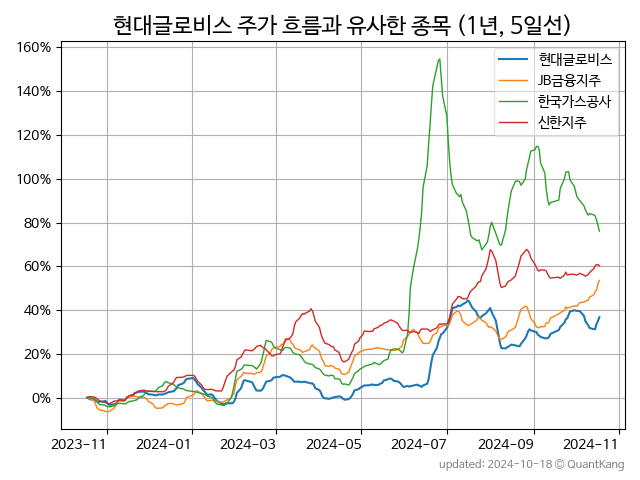 현대글로비스 주가 흐름과 유사한 종목 (1년, 5일선)
160%
140%
120%
100%
80%
60%
40%
20%
0%
현대글로비스
JB금융지주
한국가스공사
신한지주
2023-11
2024-01
2024-03
2024-05
2024-07
2024-09
2024-11
updated: 2024-10-18 © QuantKang